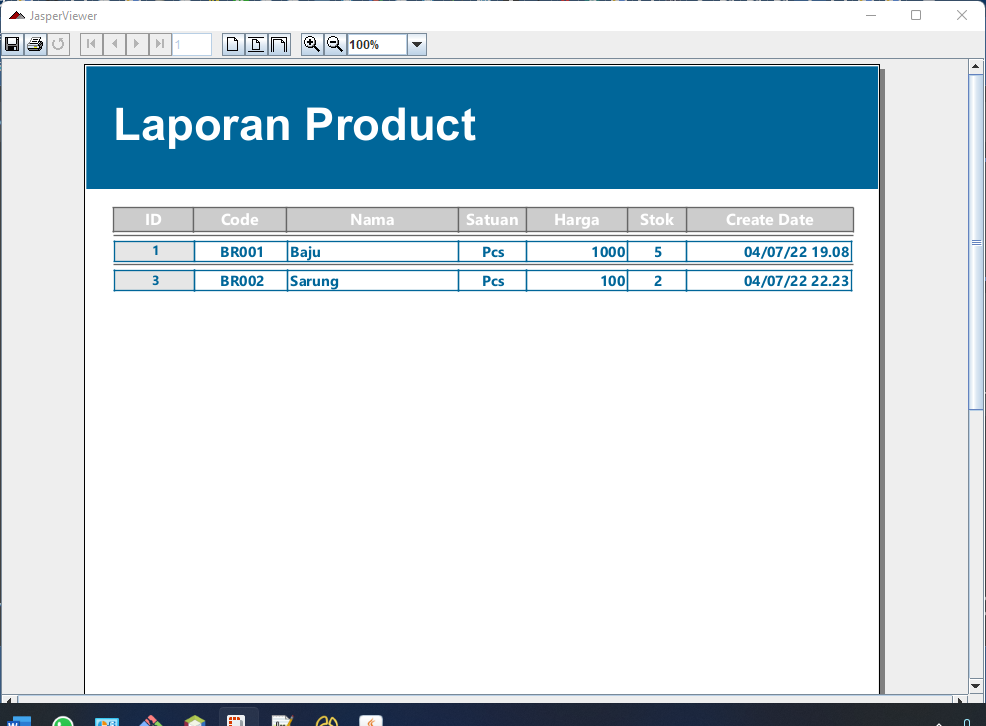 JasperViewer
1
100%
Laporan Product
ID Code Nama Satuan Harga Stok Create Date
1 BR001 Baju Pcs 1000 5 04/07/22 19.08
3 BR002 Sarung Pcs 100 2 04/07/22 22.23